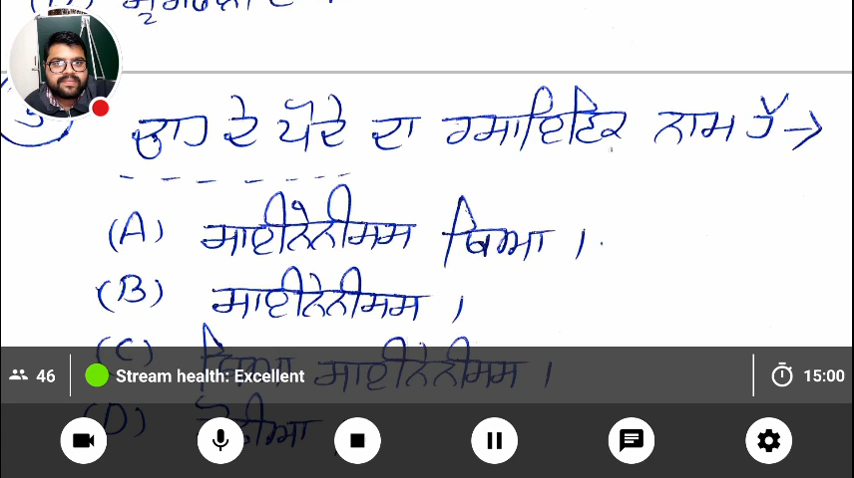 ਚਾਹ ਦੇ ਪੌਦੇ ਦਾ ਰਸਾਇਣਿਕ ਨਾਮ ਹੈ →
(A) ਸਾਈਨੇਨੀਸਸ ਥਿਆ ।
(B) ਸਾਈਨੇਨੀਸਸ ।
(C) ਥਿਆ ਸਾਈਨੇਨੀਸਸ ।
46 Stream health: Excellent 15:00
(D)